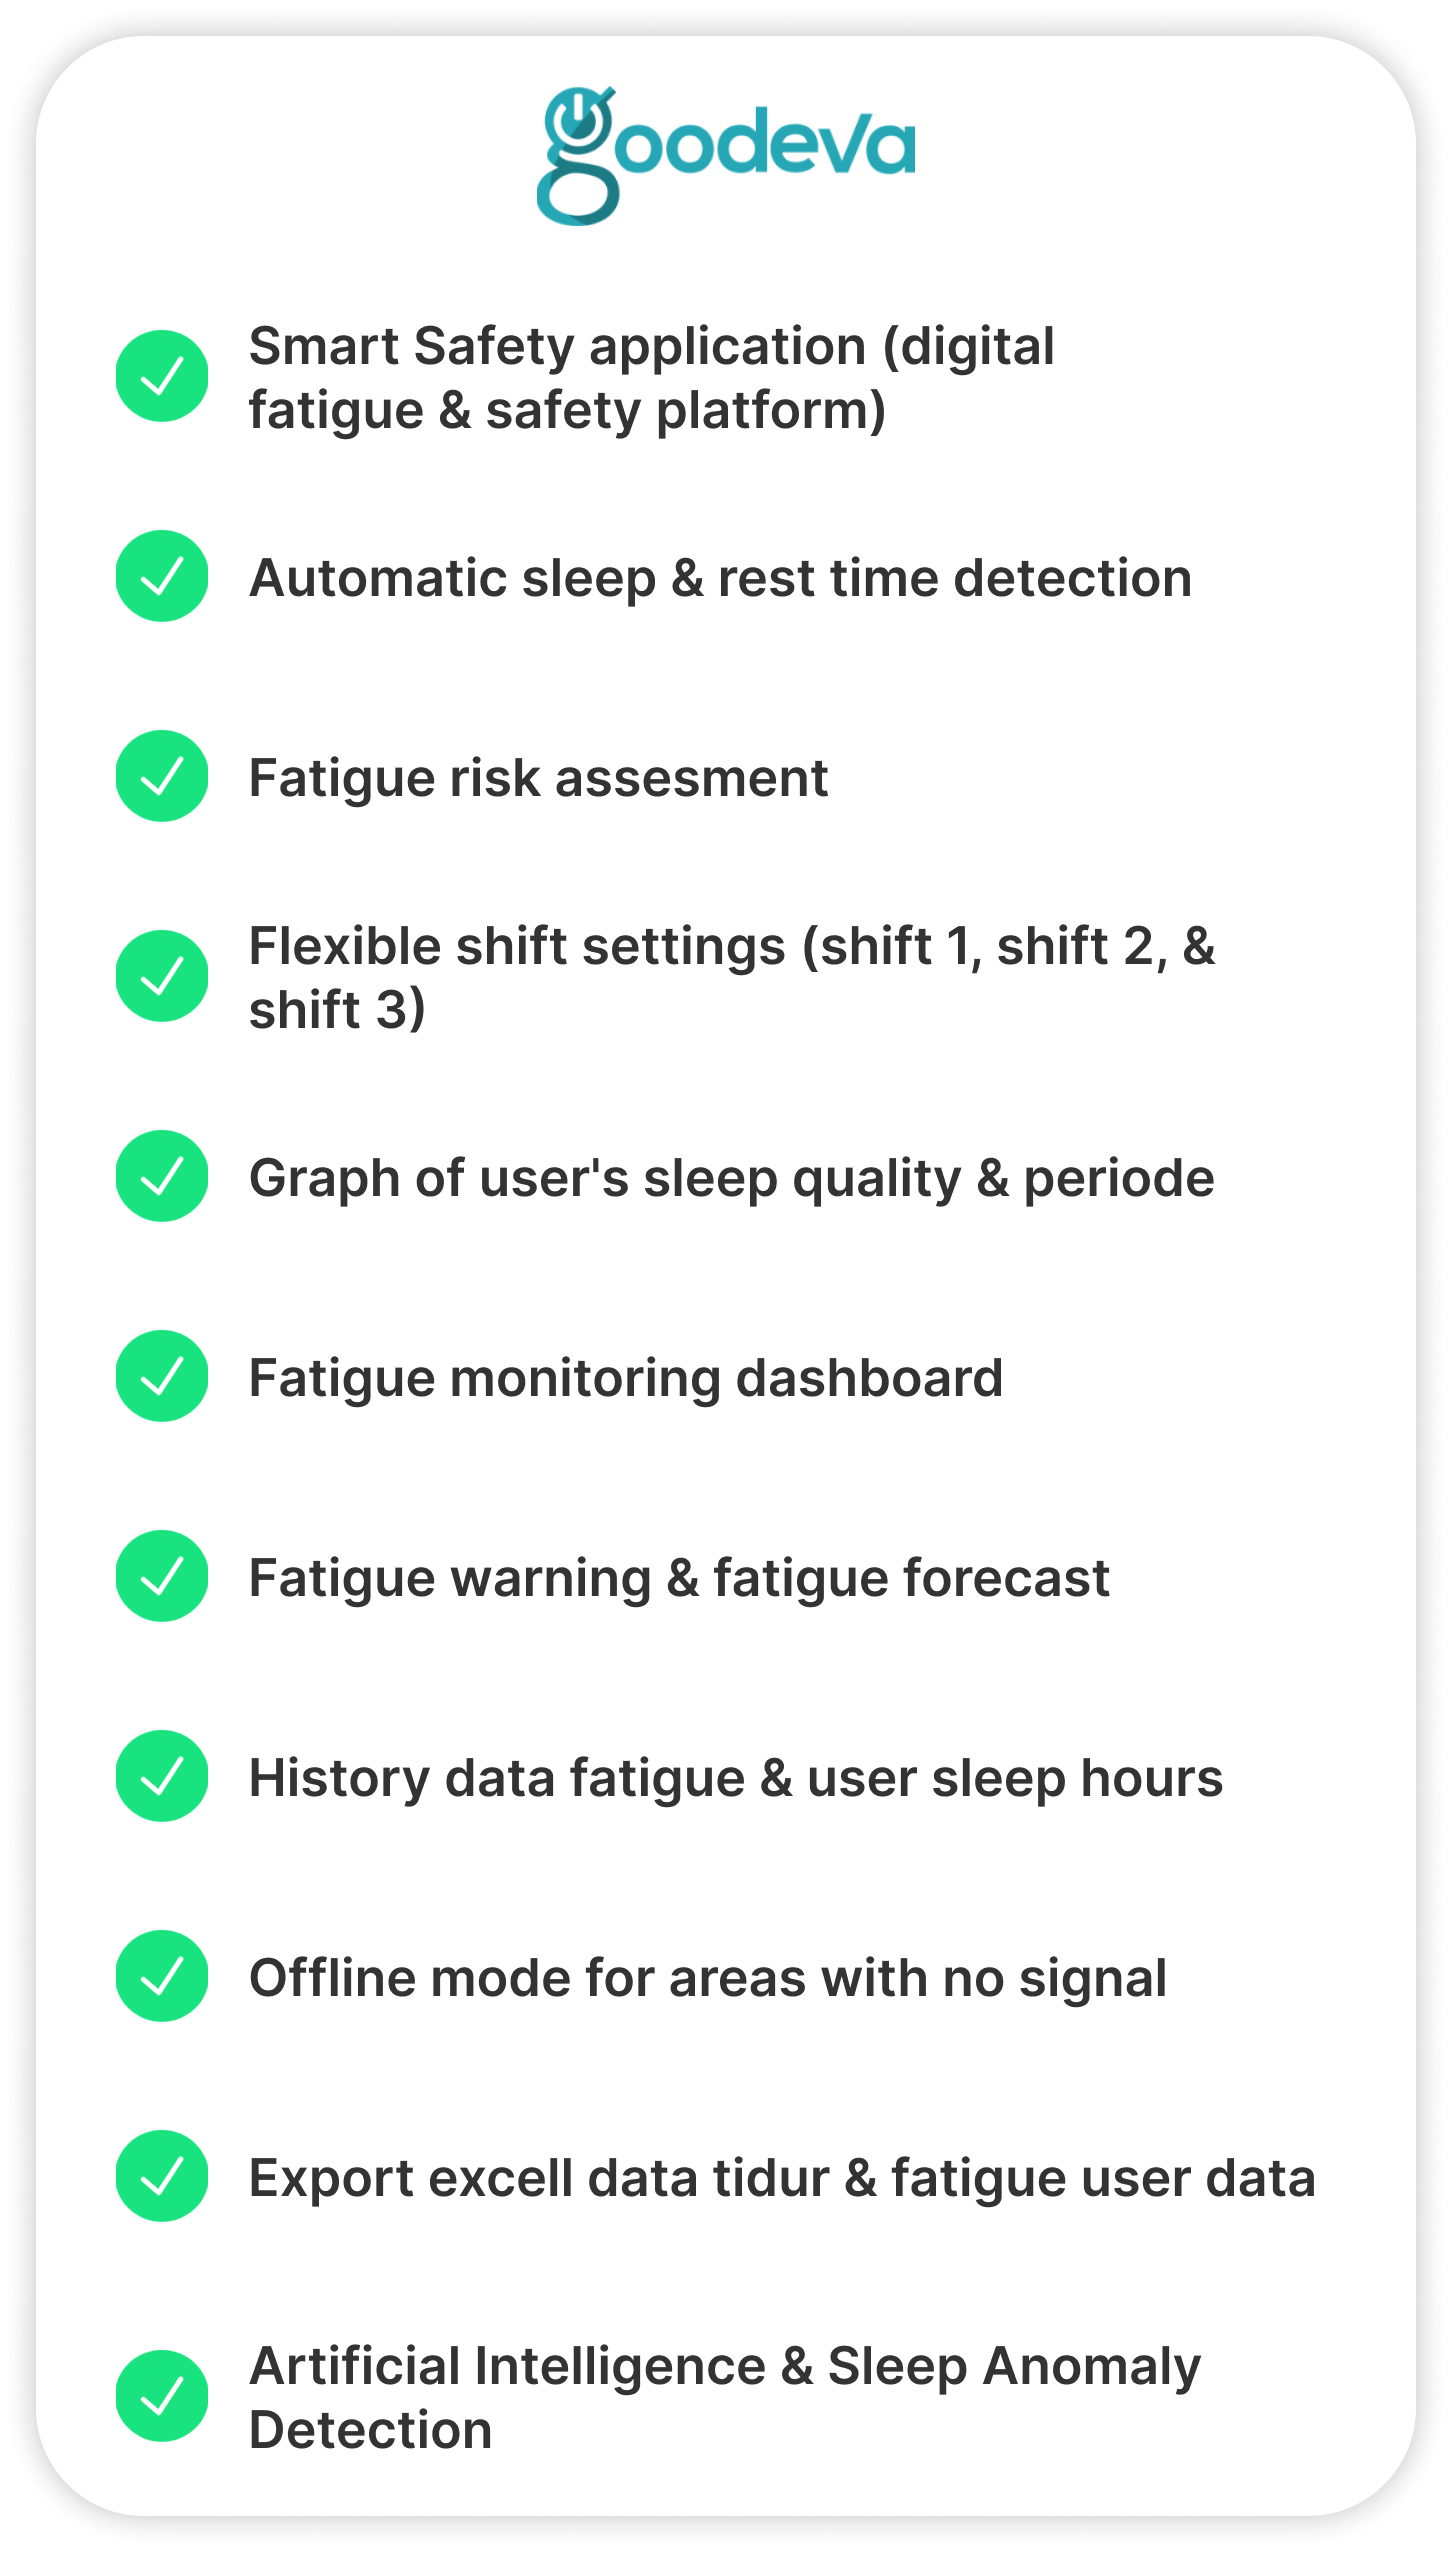 goodeva
Smart Safety application (digital
fatigue & safety platform)
Automatic sleep & rest time detection
Fatigue risk assesment
Flexible shift settings (shift 1, shift 2, &
shift 3)
Graph of user's sleep quality & periode
Fatigue monitoring dashboard
Fatigue warning & fatigue forecast
History data fatigue & user sleep hours
Offline mode for areas with no signal
Export excell data tidur & fatigue user data
Artificial Intelligence & Sleep Anomaly
Detection